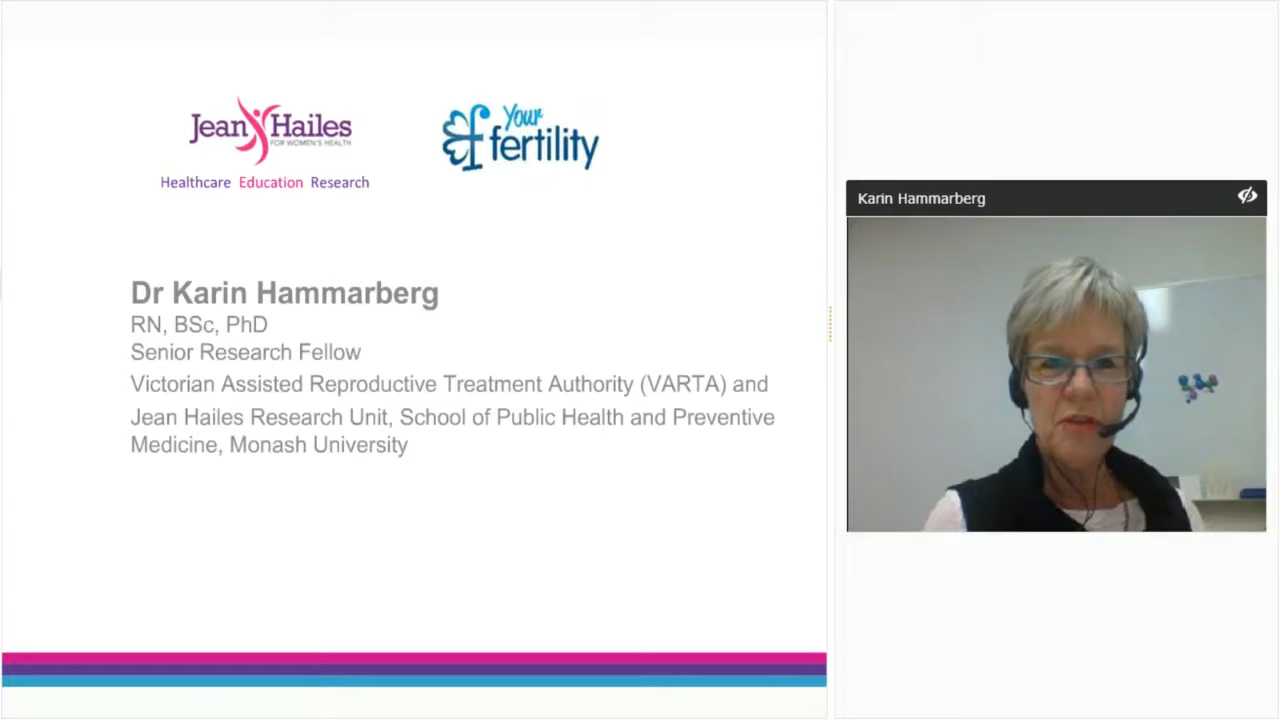 Jean Hailes
FOR WOMEN'S HEALTH
Healthcare Education Research
Your
fertility
Dr Karin Hammarberg
RN, BSc, PhD
Senior Research Fellow
Victorian Assisted Reproductive Treatment Authority (VARTA) and
Jean Hailes Research Unit, School of Public Health and Preventive
Medicine, Monash University
Karin Hammarberg